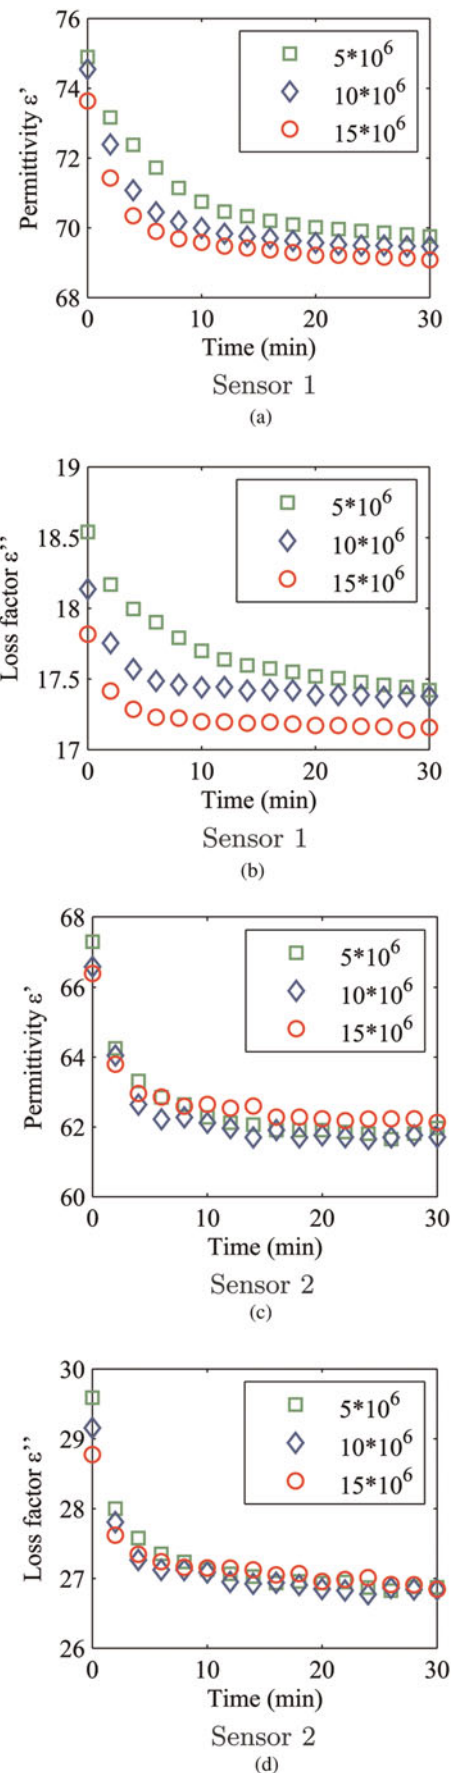 76
74
72
70
68
Permittivity ε’
5*10^6
10*10^6
15*10^6
0 10 20 30
Time (min)
Sensor 1
(a)
19
18.5
18
17.5
17
Loss factor ε’’
5*10^6
10*10^6
15*10^6
0 10 20 30
Time (min)
Sensor 1
(b)
68
66
64
62
60
Permittivity ε’
5*10^6
10*10^6
15*10^6
0 10 20 30
Time (min)
Sensor 2
(c)
30
29
28
27
26
Loss factor ε’’
5*10^6
10*10^6
15*10^6
0 10 20 30
Time (min)
Sensor 2
(d)